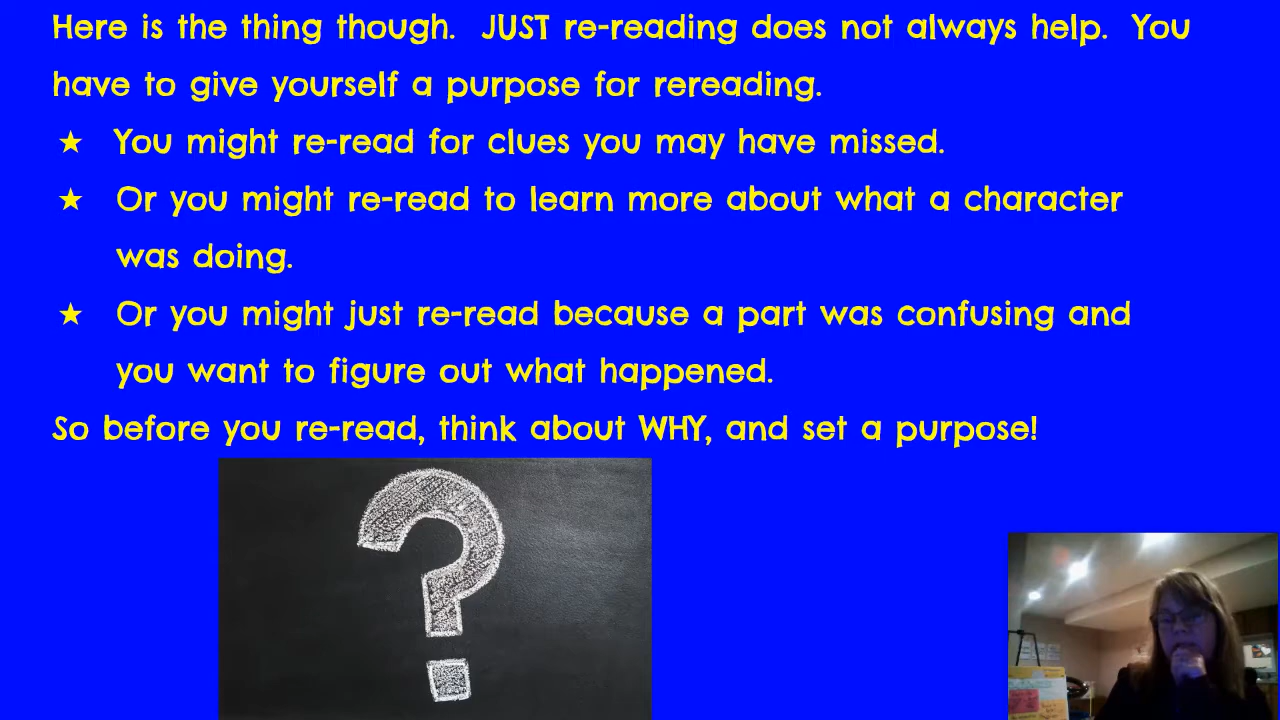 Here is the thing though.  JUST re-reading does not always help.  You
have to give yourself a purpose for rereading.
★ You might re-read for clues you may have missed.
★ Or you might re-read to learn more about what a character
was doing.
★ Or you might just re-read because a part was confusing and
you want to figure out what happened.
So before you re-read, think about WHY, and set a purpose!
?